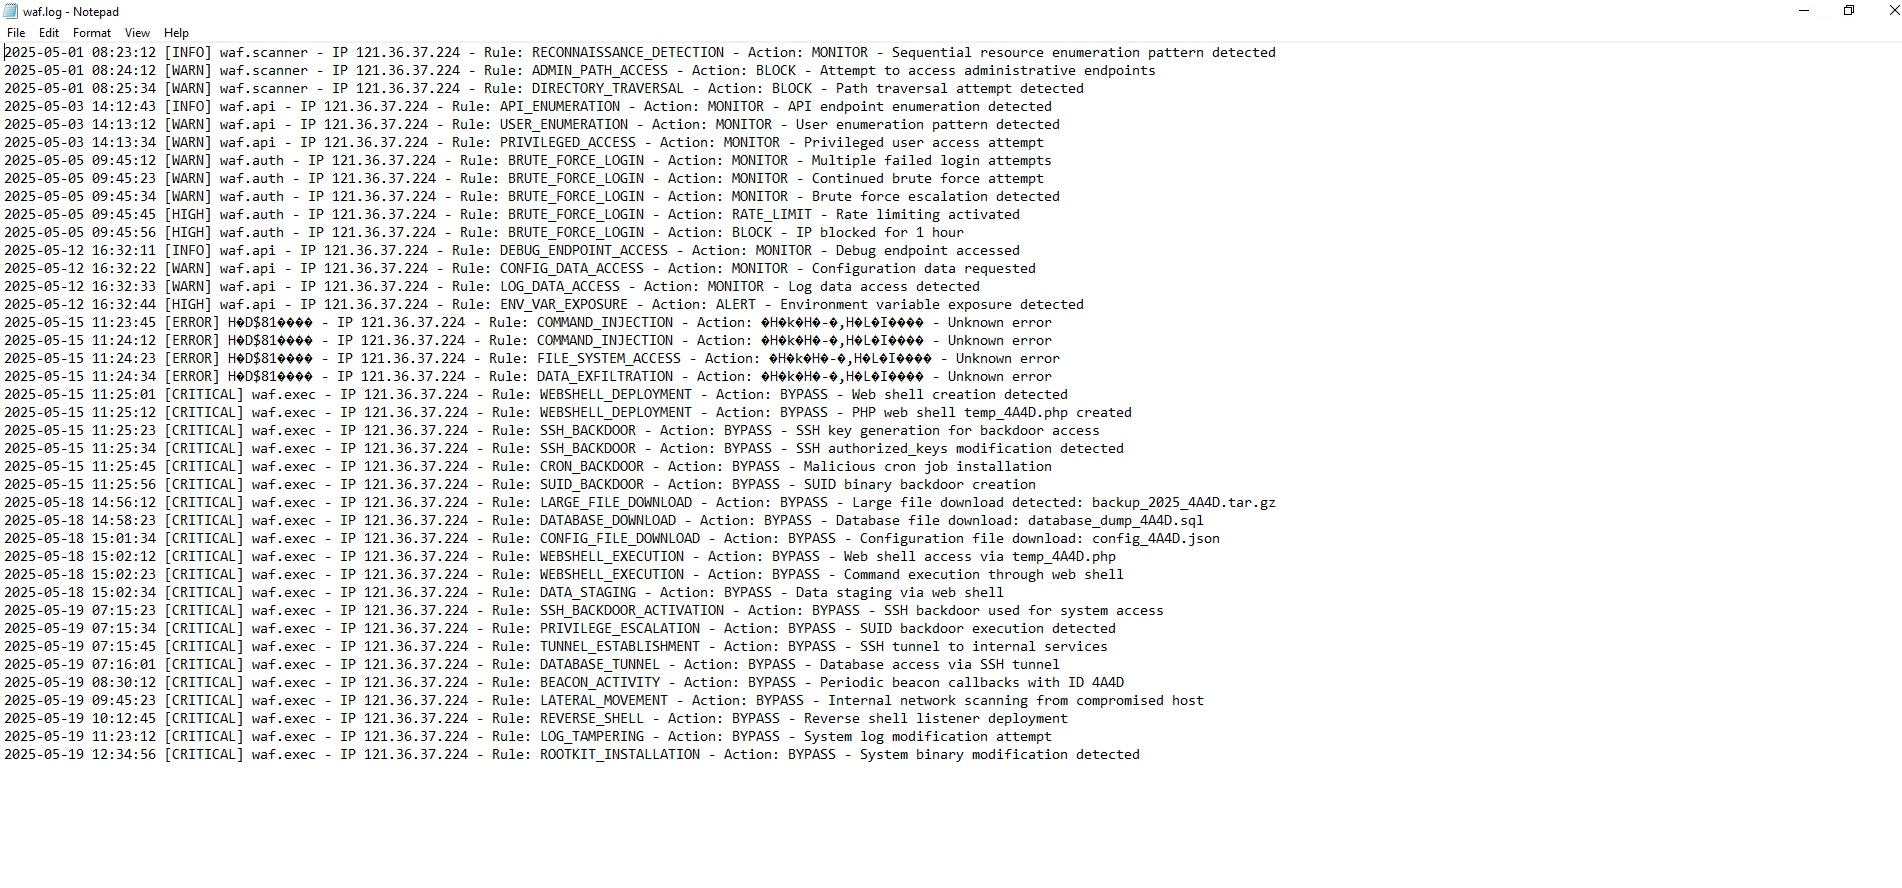 waf.log - Notepad
File Edit Format View Help
2025-05-01 08:23:12 [INFO] waf.scanner - IP 121.36.37.224 - Rule: RECONNAISSANCE_DETECTION - Action: MONITOR - Sequential resource enumeration pattern detected
2025-05-01 08:24:12 [WARN] waf.scanner - IP 121.36.37.224 - Rule: ADMIN_PATH_ACCESS - Action: BLOCK - Attempt to access administrative endpoints
2025-05-01 08:25:34 [WARN] waf.scanner - IP 121.36.37.224 - Rule: DIRECTORY_TRAVERSAL - Action: BLOCK - Path traversal attempt detected
2025-05-03 14:12:43 [INFO] waf.api - IP 121.36.37.224 - Rule: API_ENUMERATION - Action: MONITOR - API endpoint enumeration detected
2025-05-03 14:13:12 [WARN] waf.api - IP 121.36.37.224 - Rule: USER_ENUMERATION - Action: MONITOR - User enumeration pattern detected
2025-05-03 14:13:34 [WARN] waf.api - IP 121.36.37.224 - Rule: PRIVILEGED_ACCESS - Action: MONITOR - Privileged user access attempt
2025-05-05 09:45:12 [WARN] waf.auth - IP 121.36.37.224 - Rule: BRUTE_FORCE_LOGIN - Action: MONITOR - Multiple failed login attempts
2025-05-05 09:45:23 [WARN] waf.auth - IP 121.36.37.224 - Rule: BRUTE_FORCE_LOGIN - Action: MONITOR - Continued brute force attempt
2025-05-05 09:45:34 [WARN] waf.auth - IP 121.36.37.224 - Rule: BRUTE_FORCE_LOGIN - Action: MONITOR - Brute force escalation detected
2025-05-05 09:45:45 [HIGH] waf.auth - IP 121.36.37.224 - Rule: BRUTE_FORCE_LOGIN - Action: RATE_LIMIT - Rate limiting activated
2025-05-05 09:45:56 [HIGH] waf.auth - IP 121.36.37.224 - Rule: BRUTE_FORCE_LOGIN - Action: BLOCK - IP blocked for 1 hour
2025-05-12 16:32:11 [INFO] waf.api - IP 121.36.37.224 - Rule: DEBUG_ENDPOINT_ACCESS - Action: MONITOR - Debug endpoint accessed
2025-05-12 16:32:22 [WARN] waf.api - IP 121.36.37.224 - Rule: CONFIG_DATA_ACCESS - Action: MONITOR - Configuration data requested
2025-05-12 16:32:33 [WARN] waf.api - IP 121.36.37.224 - Rule: LOG_DATA_ACCESS - Action: MONITOR - Log data access detected
2025-05-12 16:32:44 [HIGH] waf.api - IP 121.36.37.224 - Rule: ENV_VAR_EXPOSURE - Action: ALERT - Environment variable exposure detected
2025-05-15 11:23:45 [ERROR] H�D$81���� - IP 121.36.37.224 - Rule: COMMAND_INJECTION - Action: �H�k�H�-�,H�L�I���� - Unknown error
2025-05-15 11:24:12 [ERROR] H�D$81���� - IP 121.36.37.224 - Rule: COMMAND_INJECTION - Action: �H�k�H�-�,H�L�I���� - Unknown error
2025-05-15 11:24:23 [ERROR] H�D$81���� - IP 121.36.37.224 - Rule: FILE_SYSTEM_ACCESS - Action: �H�k�H�-�,H�L�I���� - Unknown error
2025-05-15 11:24:34 [ERROR] H�D$81���� - IP 121.36.37.224 - Rule: DATA_EXFILTRATION - Action: �H�k�H�-�,H�L�I���� - Unknown error
2025-05-15 11:25:01 [CRITICAL] waf.exec - IP 121.36.37.224 - Rule: WEBSHELL_DEPLOYMENT - Action: BYPASS - Web shell creation detected
2025-05-15 11:25:12 [CRITICAL] waf.exec - IP 121.36.37.224 - Rule: WEBSHELL_DEPLOYMENT - Action: BYPASS - PHP web shell temp_4A4D.php created
2025-05-15 11:25:23 [CRITICAL] waf.exec - IP 121.36.37.224 - Rule: SSH_BACKDOOR - Action: BYPASS - SSH key generation for backdoor access
2025-05-15 11:25:34 [CRITICAL] waf.exec - IP 121.36.37.224 - Rule: SSH_BACKDOOR - Action: BYPASS - SSH authorized_keys modification detected
2025-05-15 11:25:45 [CRITICAL] waf.exec - IP 121.36.37.224 - Rule: CRON_BACKDOOR - Action: BYPASS - Malicious cron job installation
2025-05-15 11:25:56 [CRITICAL] waf.exec - IP 121.36.37.224 - Rule: SUID_BACKDOOR - Action: BYPASS - SUID binary backdoor creation
2025-05-18 14:56:12 [CRITICAL] waf.exec - IP 121.36.37.224 - Rule: LARGE_FILE_DOWNLOAD - Action: BYPASS - Large file download detected: backup_2025_4A4D.tar.gz
2025-05-18 14:58:23 [CRITICAL] waf.exec - IP 121.36.37.224 - Rule: DATABASE_DOWNLOAD - Action: BYPASS - Database file download: database_dump_4A4D.sql
2025-05-18 15:01:34 [CRITICAL] waf.exec - IP 121.36.37.224 - Rule: CONFIG_FILE_DOWNLOAD - Action: BYPASS - Configuration file download: config_4A4D.json
2025-05-18 15:02:12 [CRITICAL] waf.exec - IP 121.36.37.224 - Rule: WEBSHELL_EXECUTION - Action: BYPASS - Web shell access via temp_4A4D.php
2025-05-18 15:02:23 [CRITICAL] waf.exec - IP 121.36.37.224 - Rule: WEBSHELL_EXECUTION - Action: BYPASS - Command execution through web shell
2025-05-18 15:02:34 [CRITICAL] waf.exec - IP 121.36.37.224 - Rule: DATA_STAGING - Action: BYPASS - Data staging via web shell
2025-05-19 07:15:23 [CRITICAL] waf.exec - IP 121.36.37.224 - Rule: SSH_BACKDOOR_ACTIVATION - Action: BYPASS - SSH backdoor used for system access
2025-05-19 07:15:34 [CRITICAL] waf.exec - IP 121.36.37.224 - Rule: PRIVILEGE_ESCALATION - Action: BYPASS - SUID backdoor execution detected
2025-05-19 07:15:45 [CRITICAL] waf.exec - IP 121.36.37.224 - Rule: TUNNEL_ESTABLISHMENT - Action: BYPASS - SSH tunnel to internal services
2025-05-19 07:16:01 [CRITICAL] waf.exec - IP 121.36.37.224 - Rule: DATABASE_TUNNEL - Action: BYPASS - Database access via SSH tunnel
2025-05-19 08:30:12 [CRITICAL] waf.exec - IP 121.36.37.224 - Rule: BEACON_ACTIVITY - Action: BYPASS - Periodic beacon callbacks with ID 4A4D
2025-05-19 09:45:23 [CRITICAL] waf.exec - IP 121.36.37.224 - Rule: LATERAL_MOVEMENT - Action: BYPASS - Internal network scanning from compromised host
2025-05-19 10:12:45 [CRITICAL] waf.exec - IP 121.36.37.224 - Rule: REVERSE_SHELL - Action: BYPASS - Reverse shell listener deployment
2025-05-19 11:23:12 [CRITICAL] waf.exec - IP 121.36.37.224 - Rule: LOG_TAMPERING - Action: BYPASS - System log modification attempt
2025-05-19 12:34:56 [CRITICAL] waf.exec - IP 121.36.37.224 - Rule: ROOTKIT_INSTALLATION - Action: BYPASS - System binary modification detected